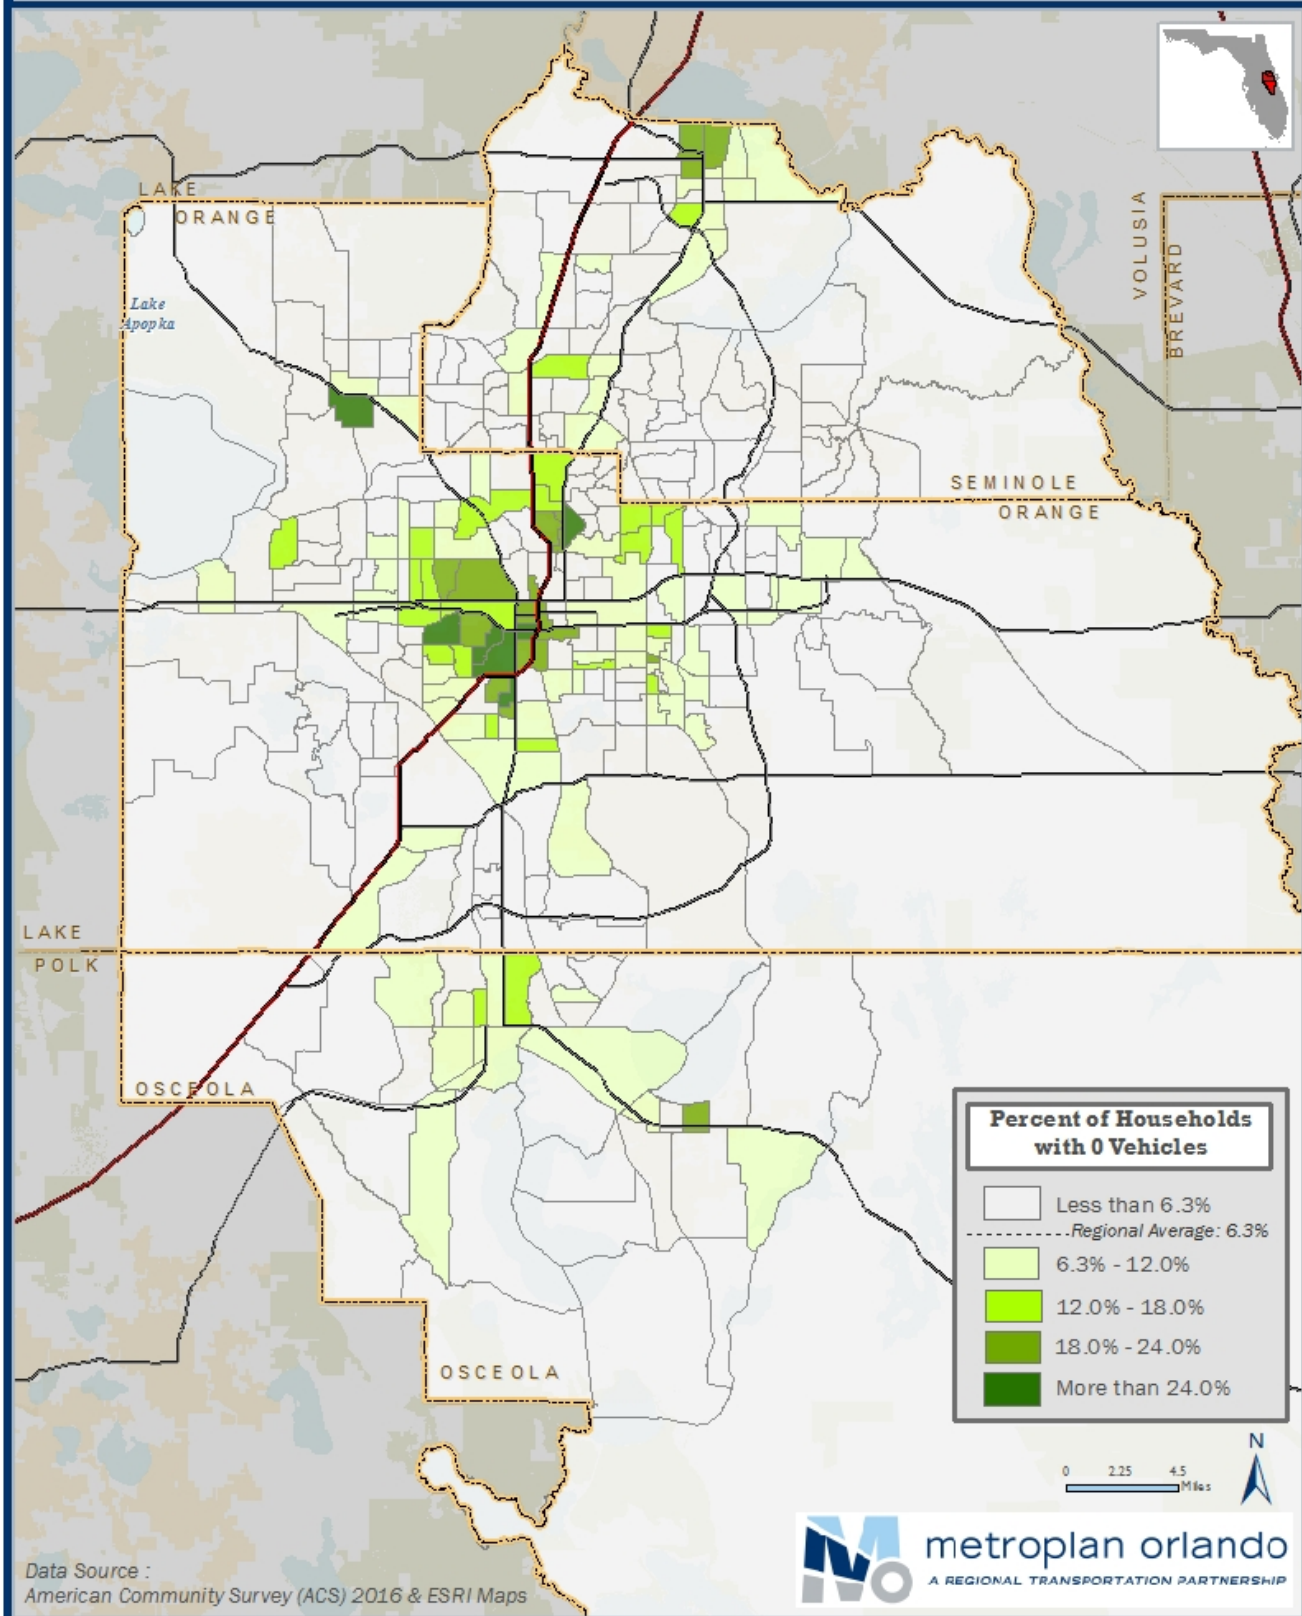 LAKE
ORANGE
VOLUSIA
BREVARD
Lake
Apopka
SEMINOLE
ORANGE
LAKE
POLK
OSCEOLA
Percent of Households
with 0 Vehicles
Less than 6.3%
Regional Average: 6.3%
6.3% - 12.0%
12.0% - 18.0%
18.0% - 24.0%
More than 24.0%
OSCEOLA
N
0 2.25 4.5
Miles
metroplan orlando
A REGIONAL TRANSPORTATION PARTNERSHIP
Data Source :
American Community Survey (ACS) 2016 & ESRI Maps